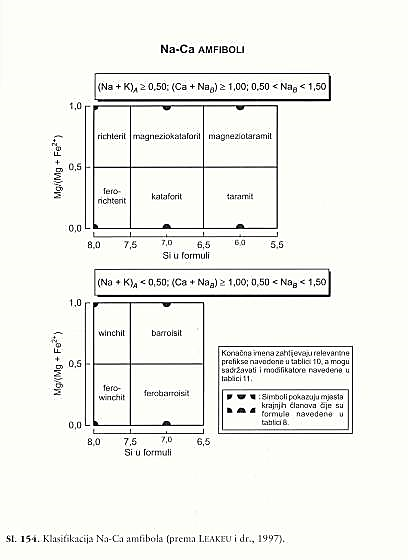 Na-Ca AMFIBOLI
(Na + K)A ≥ 0,50; (Ca + NaB) ≥ 1,00; 0,50 < NaB < 1,50
1,0
richterit magneziokataforit magneziotaramit
Mg/(Mg + Fe2+)
0,5
fero-
richterit
kataforit
taramit
0,0
8,0 7,5 7,0 6,5 6,0 5,5
Si u formuli
(Na + K)A < 0,50; (Ca + NaB) ≥ 1,00; 0,50 < NaB < 1,50
1,0
winchit barroisit
Mg/(Mg + Fe2+)
0,5
fero-
winchit
ferobarroisit
0,0
8,0 7,5 7,0 6,5
Si u formuli
Konačna imena zahtijevaju relevantne
prefikse navedene u tablici 10, a mogu
sadržavati i modifikatore navedene u
tablici 11.
: Simboli pokazuju mjesta
krajnjih članova čije su
formule navedene u
tablici 8.
Sl. 154. Klasifikacija Na-Ca amfibola (prema LEAKEU i dr., 1997).